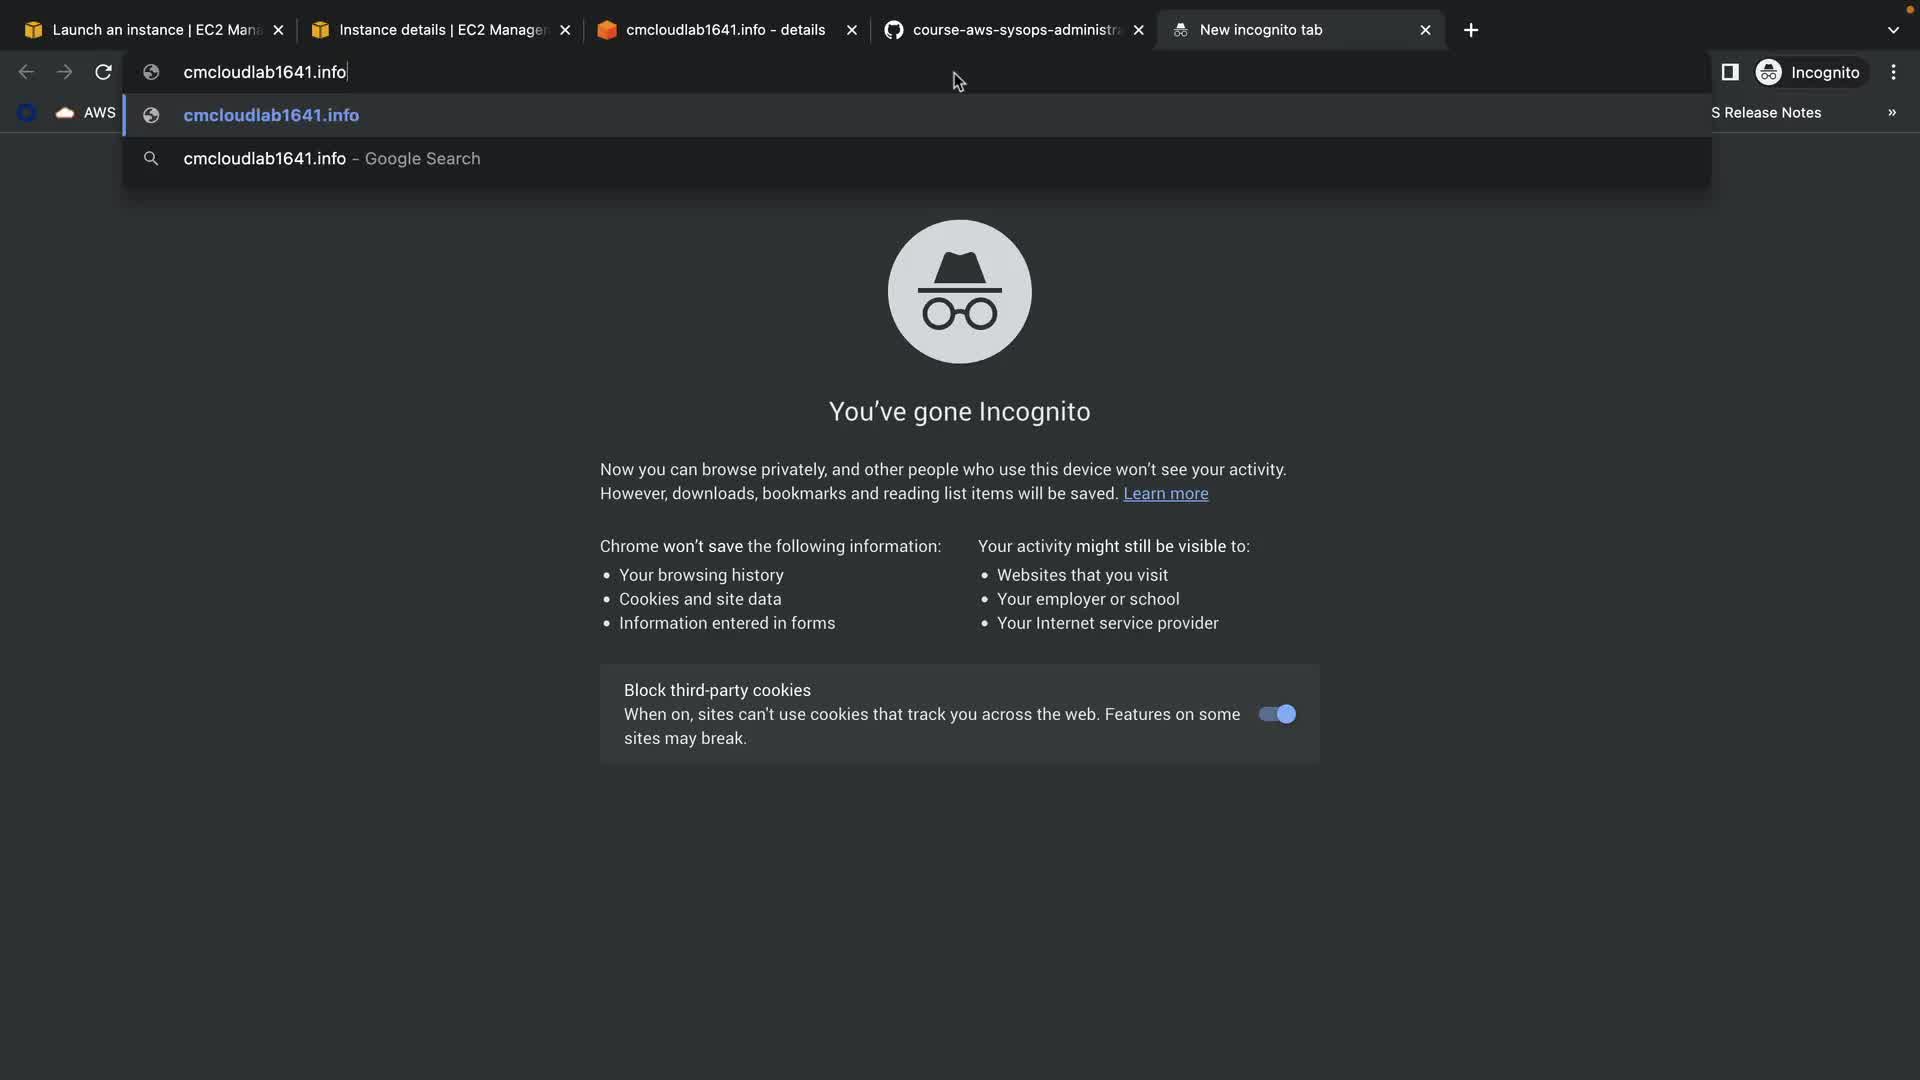 Launch an instance | EC2 Mana
Instance details | EC2 Manager
cmcloudlab1641.info - details
course-aws-sysops-administra
New incognito tab
cmcloudlab1641.info
Incognito
AWS
cmcloudlab1641.info
S Release Notes
»
cmcloudlab1641.info – Google Search
You’ve gone Incognito
Now you can browse privately, and other people who use this device won’t see your activity.
However, downloads, bookmarks and reading list items will be saved. Learn more
Chrome won’t save the following information:
• Your browsing history
• Cookies and site data
• Information entered in forms
Your activity might still be visible to:
• Websites that you visit
• Your employer or school
• Your Internet service provider
Block third-party cookies
When on, sites can't use cookies that track you across the web. Features on some
sites may break.